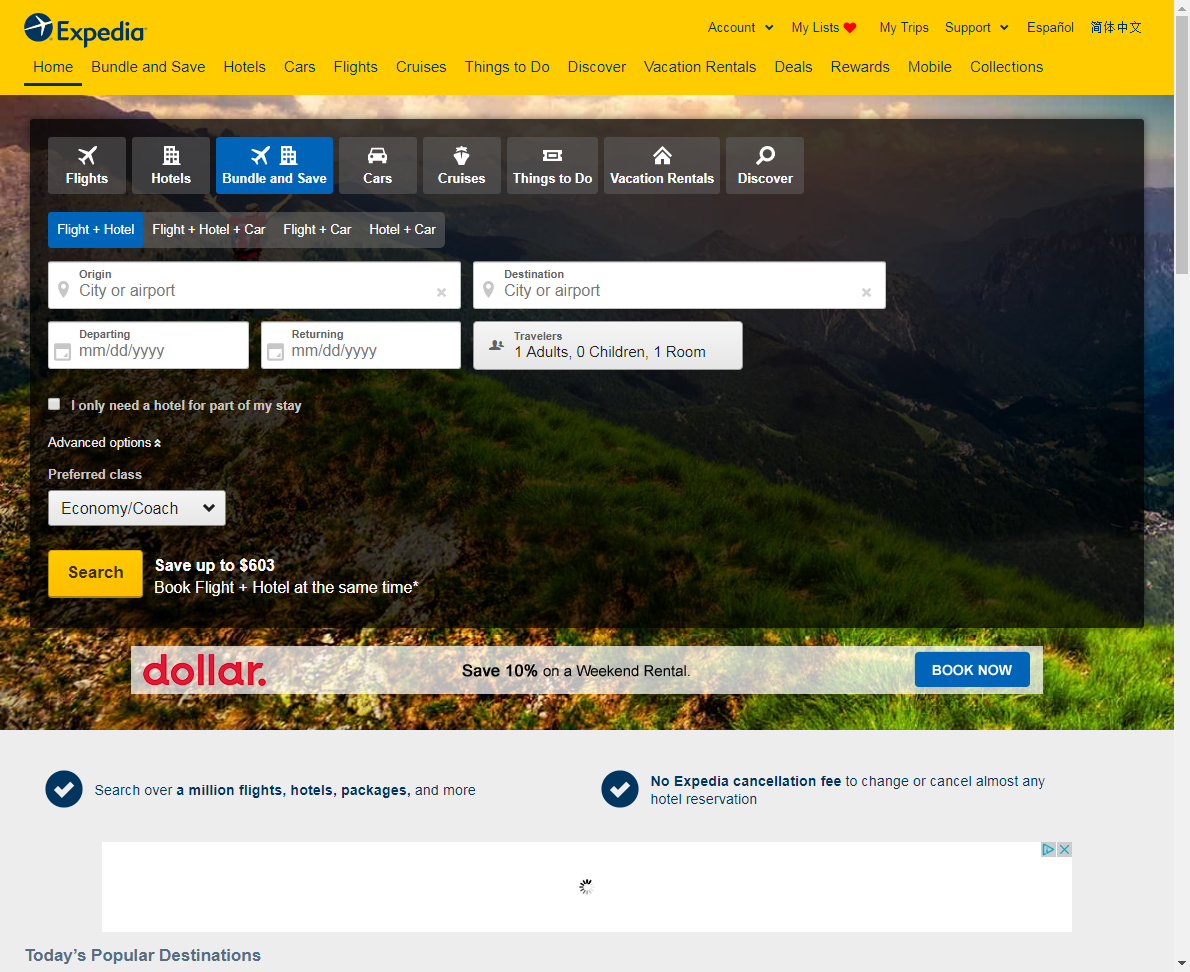 Expedia
Account
My Lists
My Trips
Support
Español
简体中文
Home
Bundle and Save
Hotels
Cars
Flights
Cruises
Things to Do
Discover
Vacation Rentals
Deals
Rewards
Mobile
Collections
Flights
Hotels
Bundle and Save
Cars
Cruises
Things to Do
Vacation Rentals
Discover
Flight + Hotel
Flight + Hotel + Car
Flight + Car
Hotel + Car
Origin
City or airport
Destination
City or airport
Departing
mm/dd/yyyy
Returning
mm/dd/yyyy
Travelers
1 Adults, 0 Children, 1 Room
I only need a hotel for part of my stay
Advanced options
Preferred class
Economy/Coach
Search
Save up to $603
Book Flight + Hotel at the same time*
dollar.
Save 10% on a Weekend Rental.
BOOK NOW
Search over a million flights, hotels, packages, and more
No Expedia cancellation fee to change or cancel almost any
hotel reservation
Today’s Popular Destinations